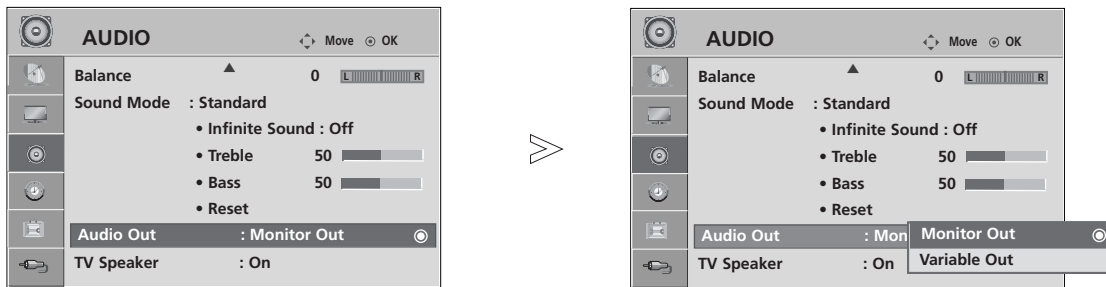 AUDIO Move OK
Balance 0 L R
Sound Mode : Standard
• Infinite Sound : Off
• Treble 50
• Bass 50
• Reset
Audio Out : Monitor Out
TV Speaker : On
AUDIO Move OK
Balance 0 L R
Sound Mode : Standard
• Infinite Sound : Off
• Treble 50
• Bass 50
• Reset
Audio Out : Mon
Monitor Out
TV Speaker : On
Variable Out